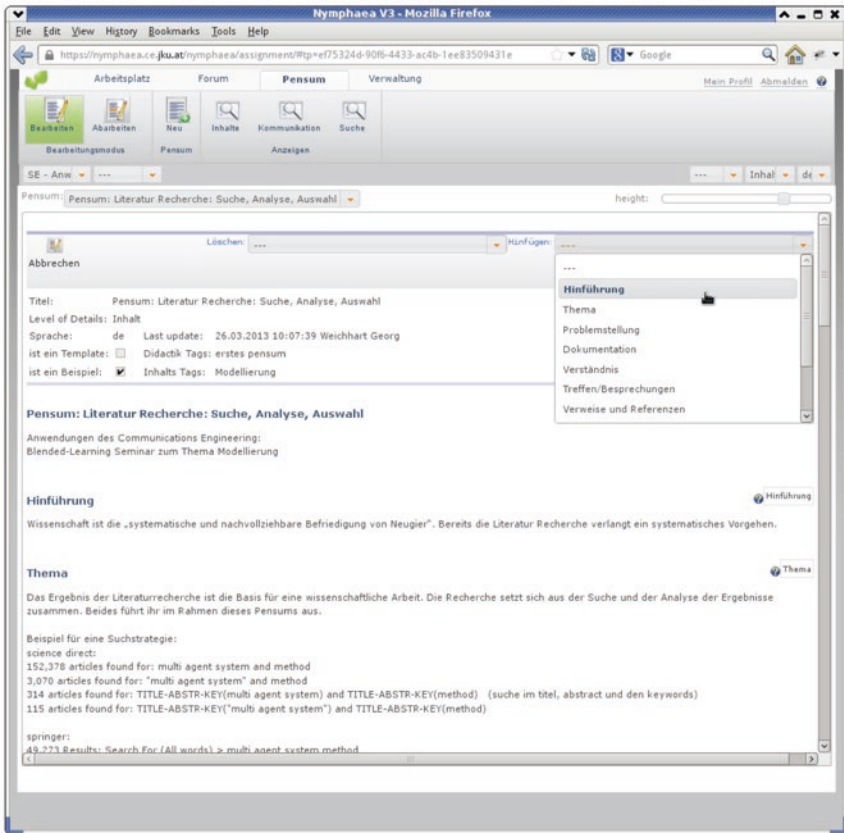 Nymphaea V3 - Mozilla Firefox
File Edit View History Bookmarks Tools Help
https://nymphaea.ce.jku.at/nymphaea/assignment/#tp=ef75324d-90f6-4433-ac4b-1ee83509431e Google
Arbeitsplatz Forum Pensum Verwaltung Mein Profil Abmelden
Bearbeiten Abarbeiten Neu Inhalte Kommunikation Suche
Bearbeitungsmodus Pensum Anzeigen
SE - Anw --- --- Inhal de
Pensum: Pensum: Literatur Recherche: Suche, Analyse, Auswahl height:
Löschen: --- Hinfügen: ---
Abbrechen
---
Hinführung
Thema
Problemstellung
Dokumentation
Verständnis
Treffen/Besprechungen
Verweise und Referenzen
Titel: Pensum: Literatur Recherche: Suche, Analyse, Auswahl
Level of Details: Inhalt
Sprache: de Last update: 26.03.2013 10:07:39 Weichhart Georg
ist ein Template: Didactik Tags: erstes pensum
ist ein Beispiel: Inhalts Tags: Modellierung
Pensum: Literatur Recherche: Suche, Analyse, Auswahl
Anwendungen des Communications Engineering:
Blended-Learning Seminar zum Thema Modellierung
Hinführung Hinführung
Wissenschaft ist die „systematische und nachvollziehbare Befriedigung von Neugier". Bereits die Literatur Recherche verlangt ein systematisches Vorgehen.
Thema Thema
Das Ergebnis der Literaturrecherche ist die Basis für eine wissenschaftliche Arbeit. Die Recherche setzt sich aus der Suche und der Analyse der Ergebnisse
zusammen. Beides führt ihr im Rahmen dieses Pensums aus.
Beispiel für eine Suchstrategie:
science direct:
152,378 articles found for: multi agent system and method
3,070 articles found for: "multi agent system" and method
314 articles found for: TITLE-ABSTR-KEY(multi agent system) and TITLE-ABSTR-KEY(method) (suche im titel, abstract und den keywords)
115 articles found for: TITLE-ABSTR-KEY("multi agent system") and TITLE-ABSTR-KEY(method)
springer:
49.273 Results: Search For (All words) > multi agent system method